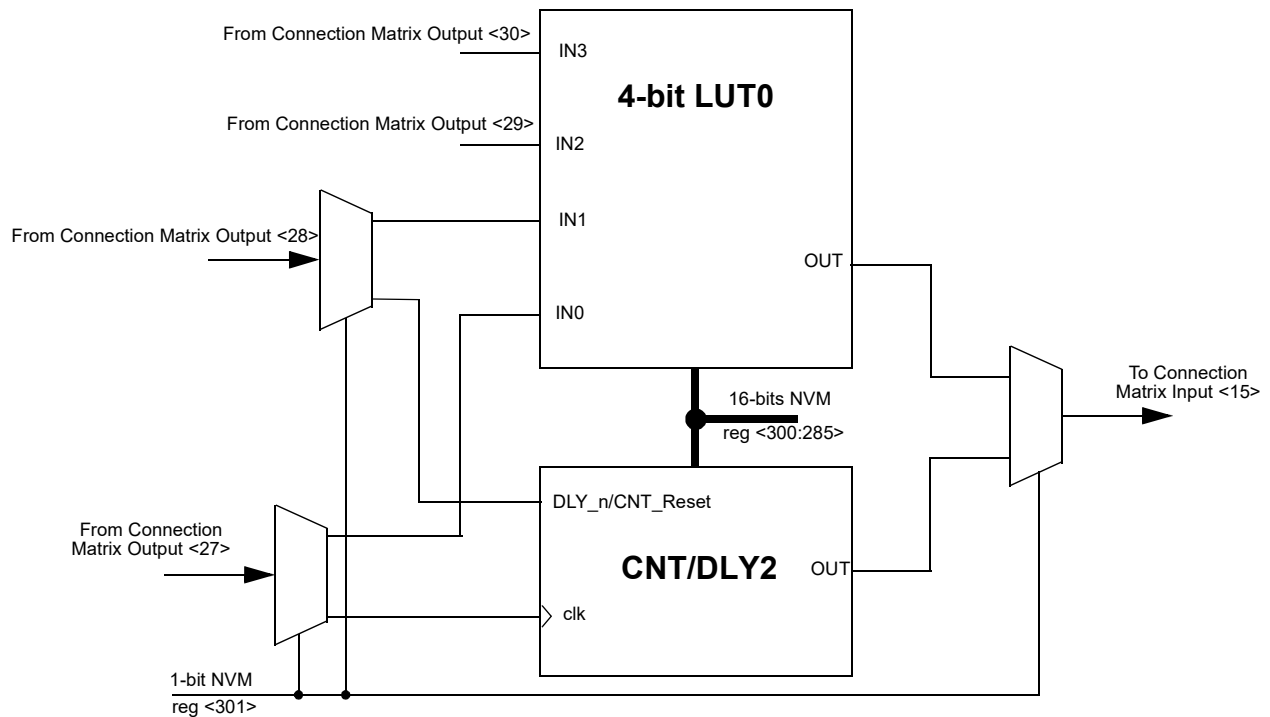 From Connection Matrix Output <30>
IN3
4-bit LUT0
From Connection Matrix Output <29>
IN2
IN1
From Connection Matrix Output <28>
OUT
IN0
To Connection
Matrix Input <15>
16-bits NVM
reg <300:285>
DLY_n/CNT_Reset
From Connection
Matrix Output <27>
CNT/DLY2
OUT
clk
1-bit NVM
reg <301>